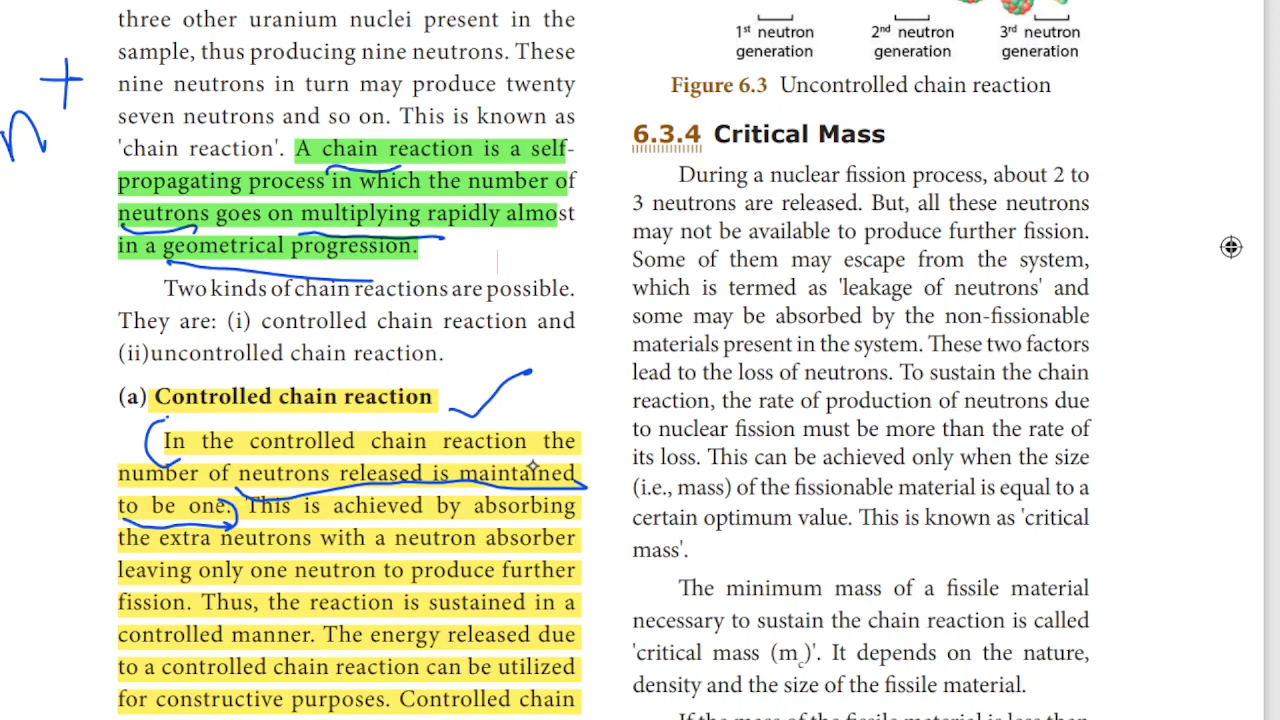 three other uranium nuclei present in the
sample, thus producing nine neutrons. These
nine neutrons in turn may produce twenty
seven neutrons and so on. This is known as
'chain reaction'. A chain reaction is a self-
propagating process in which the number of
neutrons goes on multiplying rapidly almost
in a geometrical progression.
Two kinds of chain reactions are possible.
They are: (i) controlled chain reaction and
(ii)uncontrolled chain reaction.
(a) Controlled chain reaction
In the controlled chain reaction the
number of neutrons released is maintained
to be one. This is achieved by absorbing
the extra neutrons with a neutron absorber
leaving only one neutron to produce further
fission. Thus, the reaction is sustained in a
controlled manner. The energy released due
to a controlled chain reaction can be utilized
for constructive purposes. Controlled chain
n +
1st neutron generation
2nd neutron generation
3rd neutron generation
Figure 6.3 Uncontrolled chain reaction
6.3.4 Critical Mass
During a nuclear fission process, about 2 to
3 neutrons are released. But, all these neutrons
may not be available to produce further fission.
Some of them may escape from the system,
which is termed as 'leakage of neutrons' and
some may be absorbed by the non-fissionable
materials present in the system. These two factors
lead to the loss of neutrons. To sustain the chain
reaction, the rate of production of neutrons due
to nuclear fission must be more than the rate of
its loss. This can be achieved only when the size
(i.e., mass) of the fissionable material is equal to a
certain optimum value. This is known as 'critical
mass'.
The minimum mass of a fissile material
necessary to sustain the chain reaction is called
'critical mass (mc)'. It depends on the nature,
density and the size of the fissile material.
If the mass of the fissile material is less than